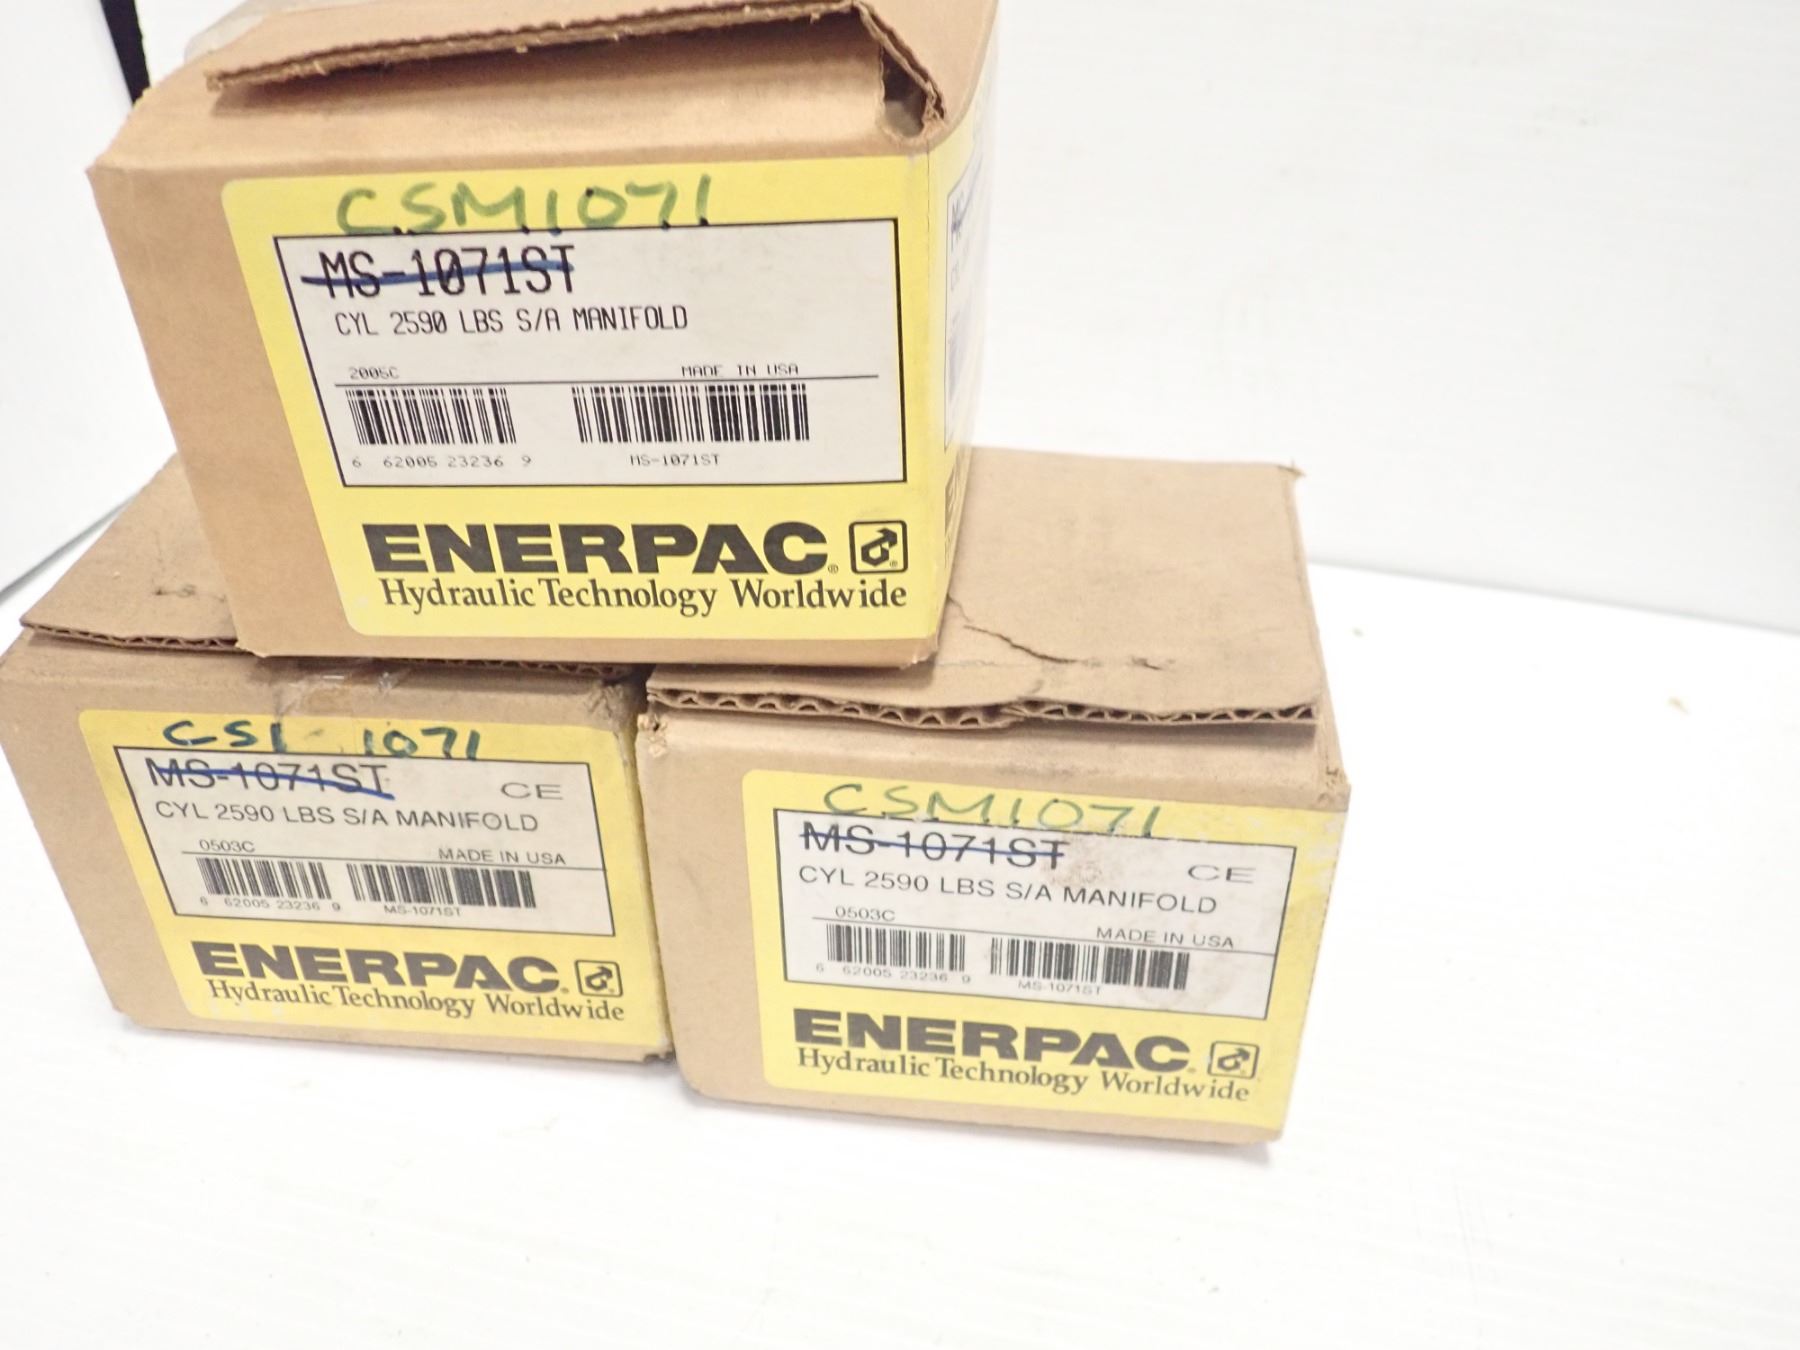 CSM1071
MS-1071ST
CYL 2590 LBS S/A MANIFOLD
2005C MADE IN USA
6 62005 23236 9 MS-1071ST
ENERPAC®
Hydraulic Technology Worldwide
CSM 1071
MS-1071ST CE
CYL 2590 LBS S/A MANIFOLD
0503C MADE IN USA
6 62005 23236 9 MS-1071ST
ENERPAC®
Hydraulic Technology Worldwide
CSM1071
MS-1071ST CE
CYL 2590 LBS S/A MANIFOLD
0503C MADE IN USA
6 62005 23236 9 MS-1071ST
ENERPAC®
Hydraulic Technology Worldwide